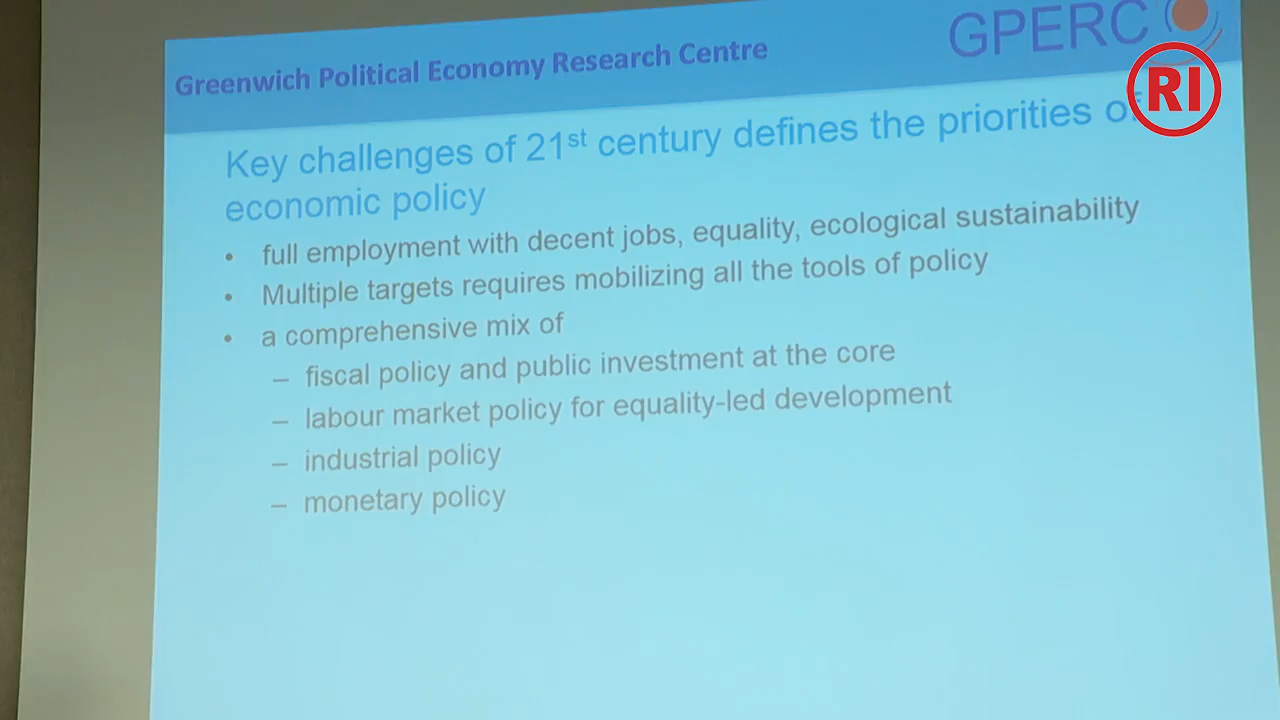 Greenwich Political Economy Research Centre
GPERC
RI
Key challenges of 21st century defines the priorities of
economic policy
• full employment with decent jobs, equality, ecological sustainability
• Multiple targets requires mobilizing all the tools of policy
• a comprehensive mix of
– fiscal policy and public investment at the core
– labour market policy for equality-led development
– industrial policy
– monetary policy